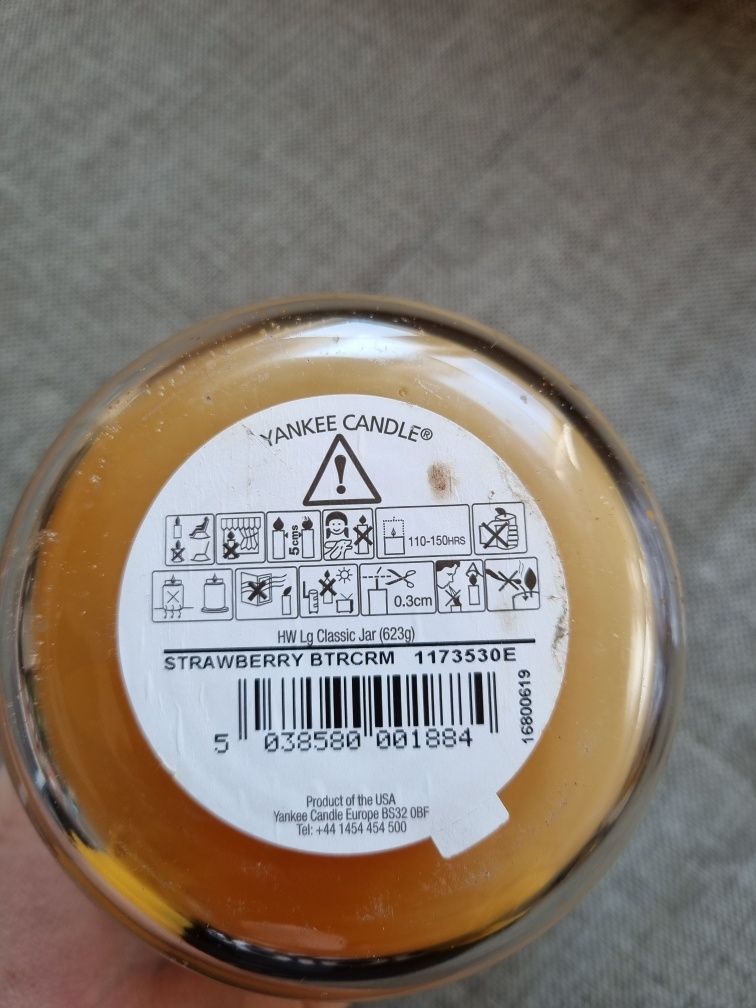 YANKEE CANDLE®
!
5cms
110-150HRS
0.3cm
HW Lg Classic Jar (623g)
STRAWBERRY BTRCRM 1173530E
5 038580 001884
16800619
Product of the USA
Yankee Candle Europe BS32 0BF
Tel: +44 1454 454 500